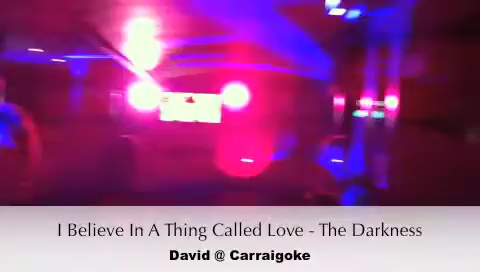 I Believe In A Thing Called Love - The Darkness
David @ Carraigoke